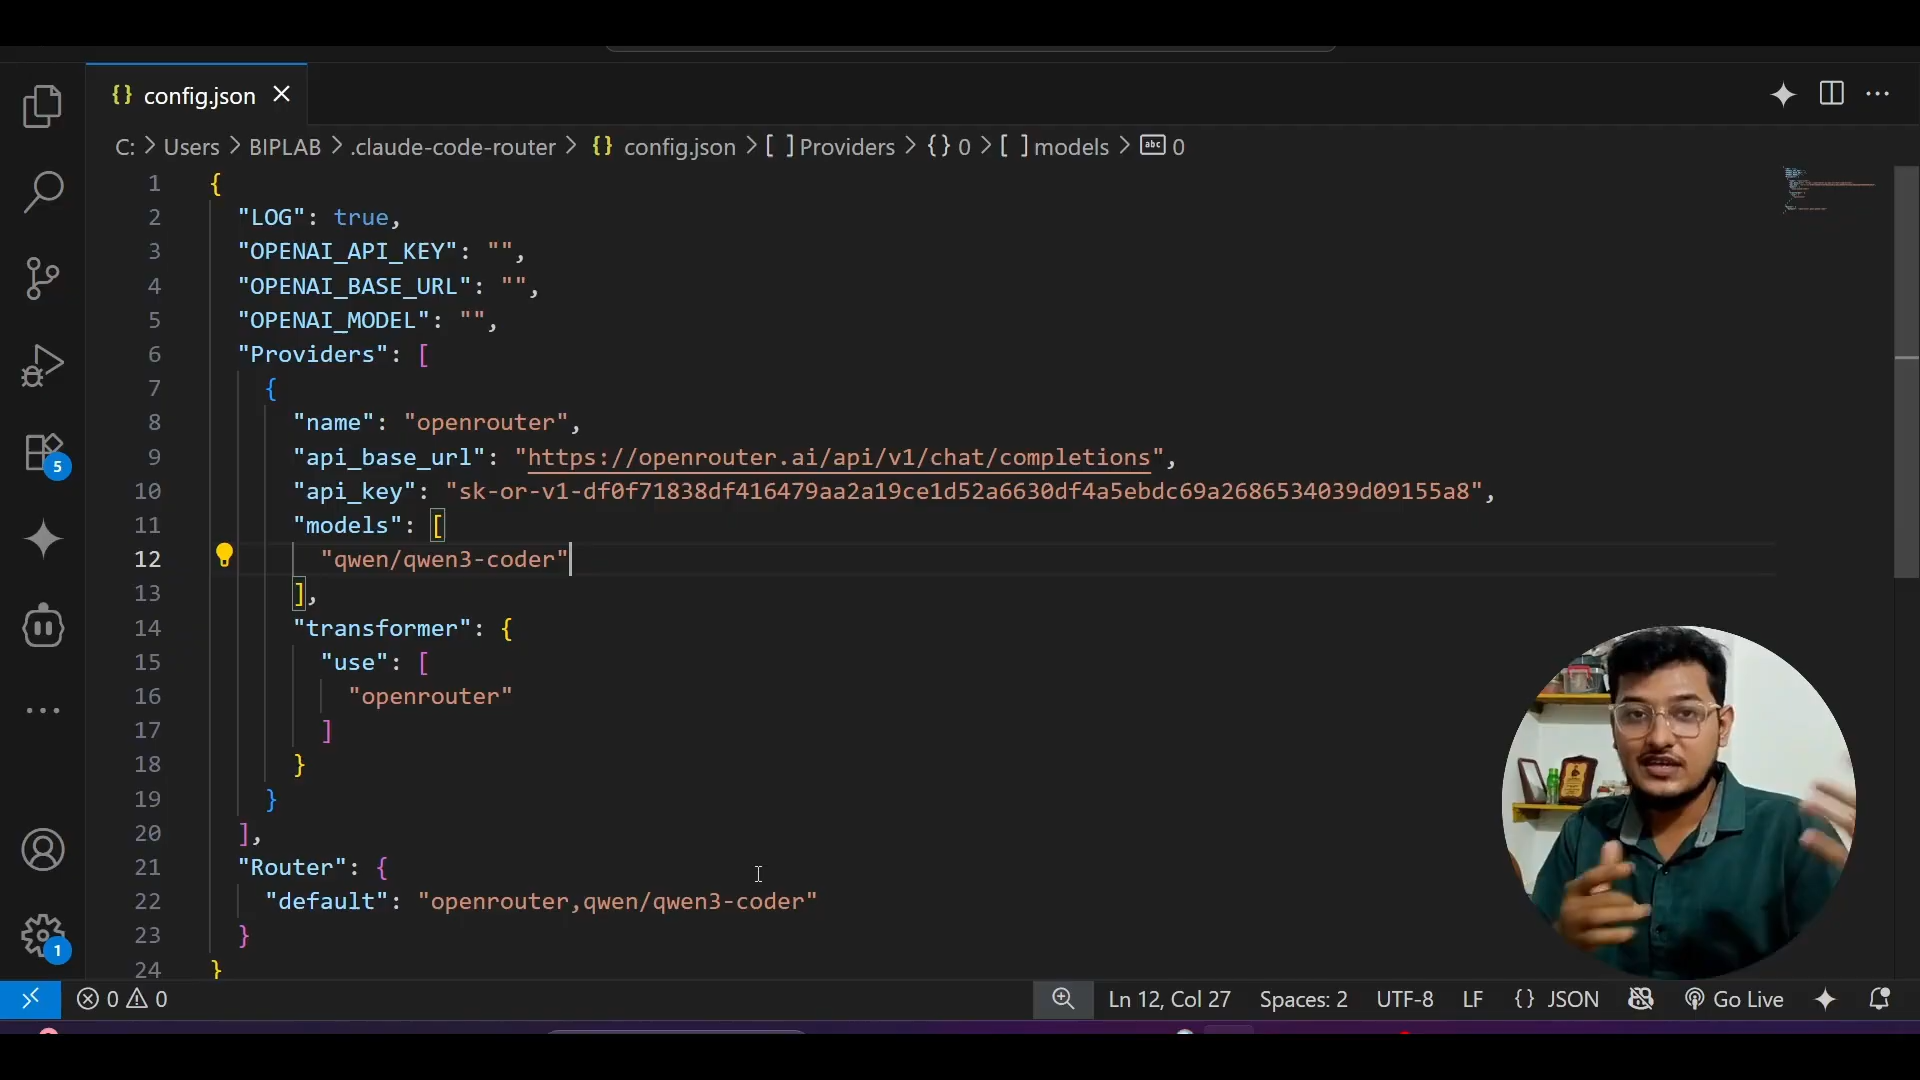 {} config.json ×
C: > Users > BIPLAB > .claude-code-router > {} config.json > [ ] Providers > {} 0 > [ ] models > abc 0
1 {
2 "LOG": true,
3 "OPENAI_API_KEY": "",
4 "OPENAI_BASE_URL": "",
5 "OPENAI_MODEL": "",
6 "Providers": [
7 {
8 "name": "openrouter",
9 "api_base_url": "https://openrouter.ai/api/v1/chat/completions",
10 "api_key": "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",
11 "models": [
12 "qwen/qwen3-coder"
13 ],
14 "transformer": {
15 "use": [
16 "openrouter"
17 ]
18 }
19 }
20 ],
21 "Router": {
22 "default": "openrouter,qwen/qwen3-coder"
23 }
24 }
5
1
0 0 Ln 12, Col 27 Spaces: 2 UTF-8 LF {} JSON Go Live